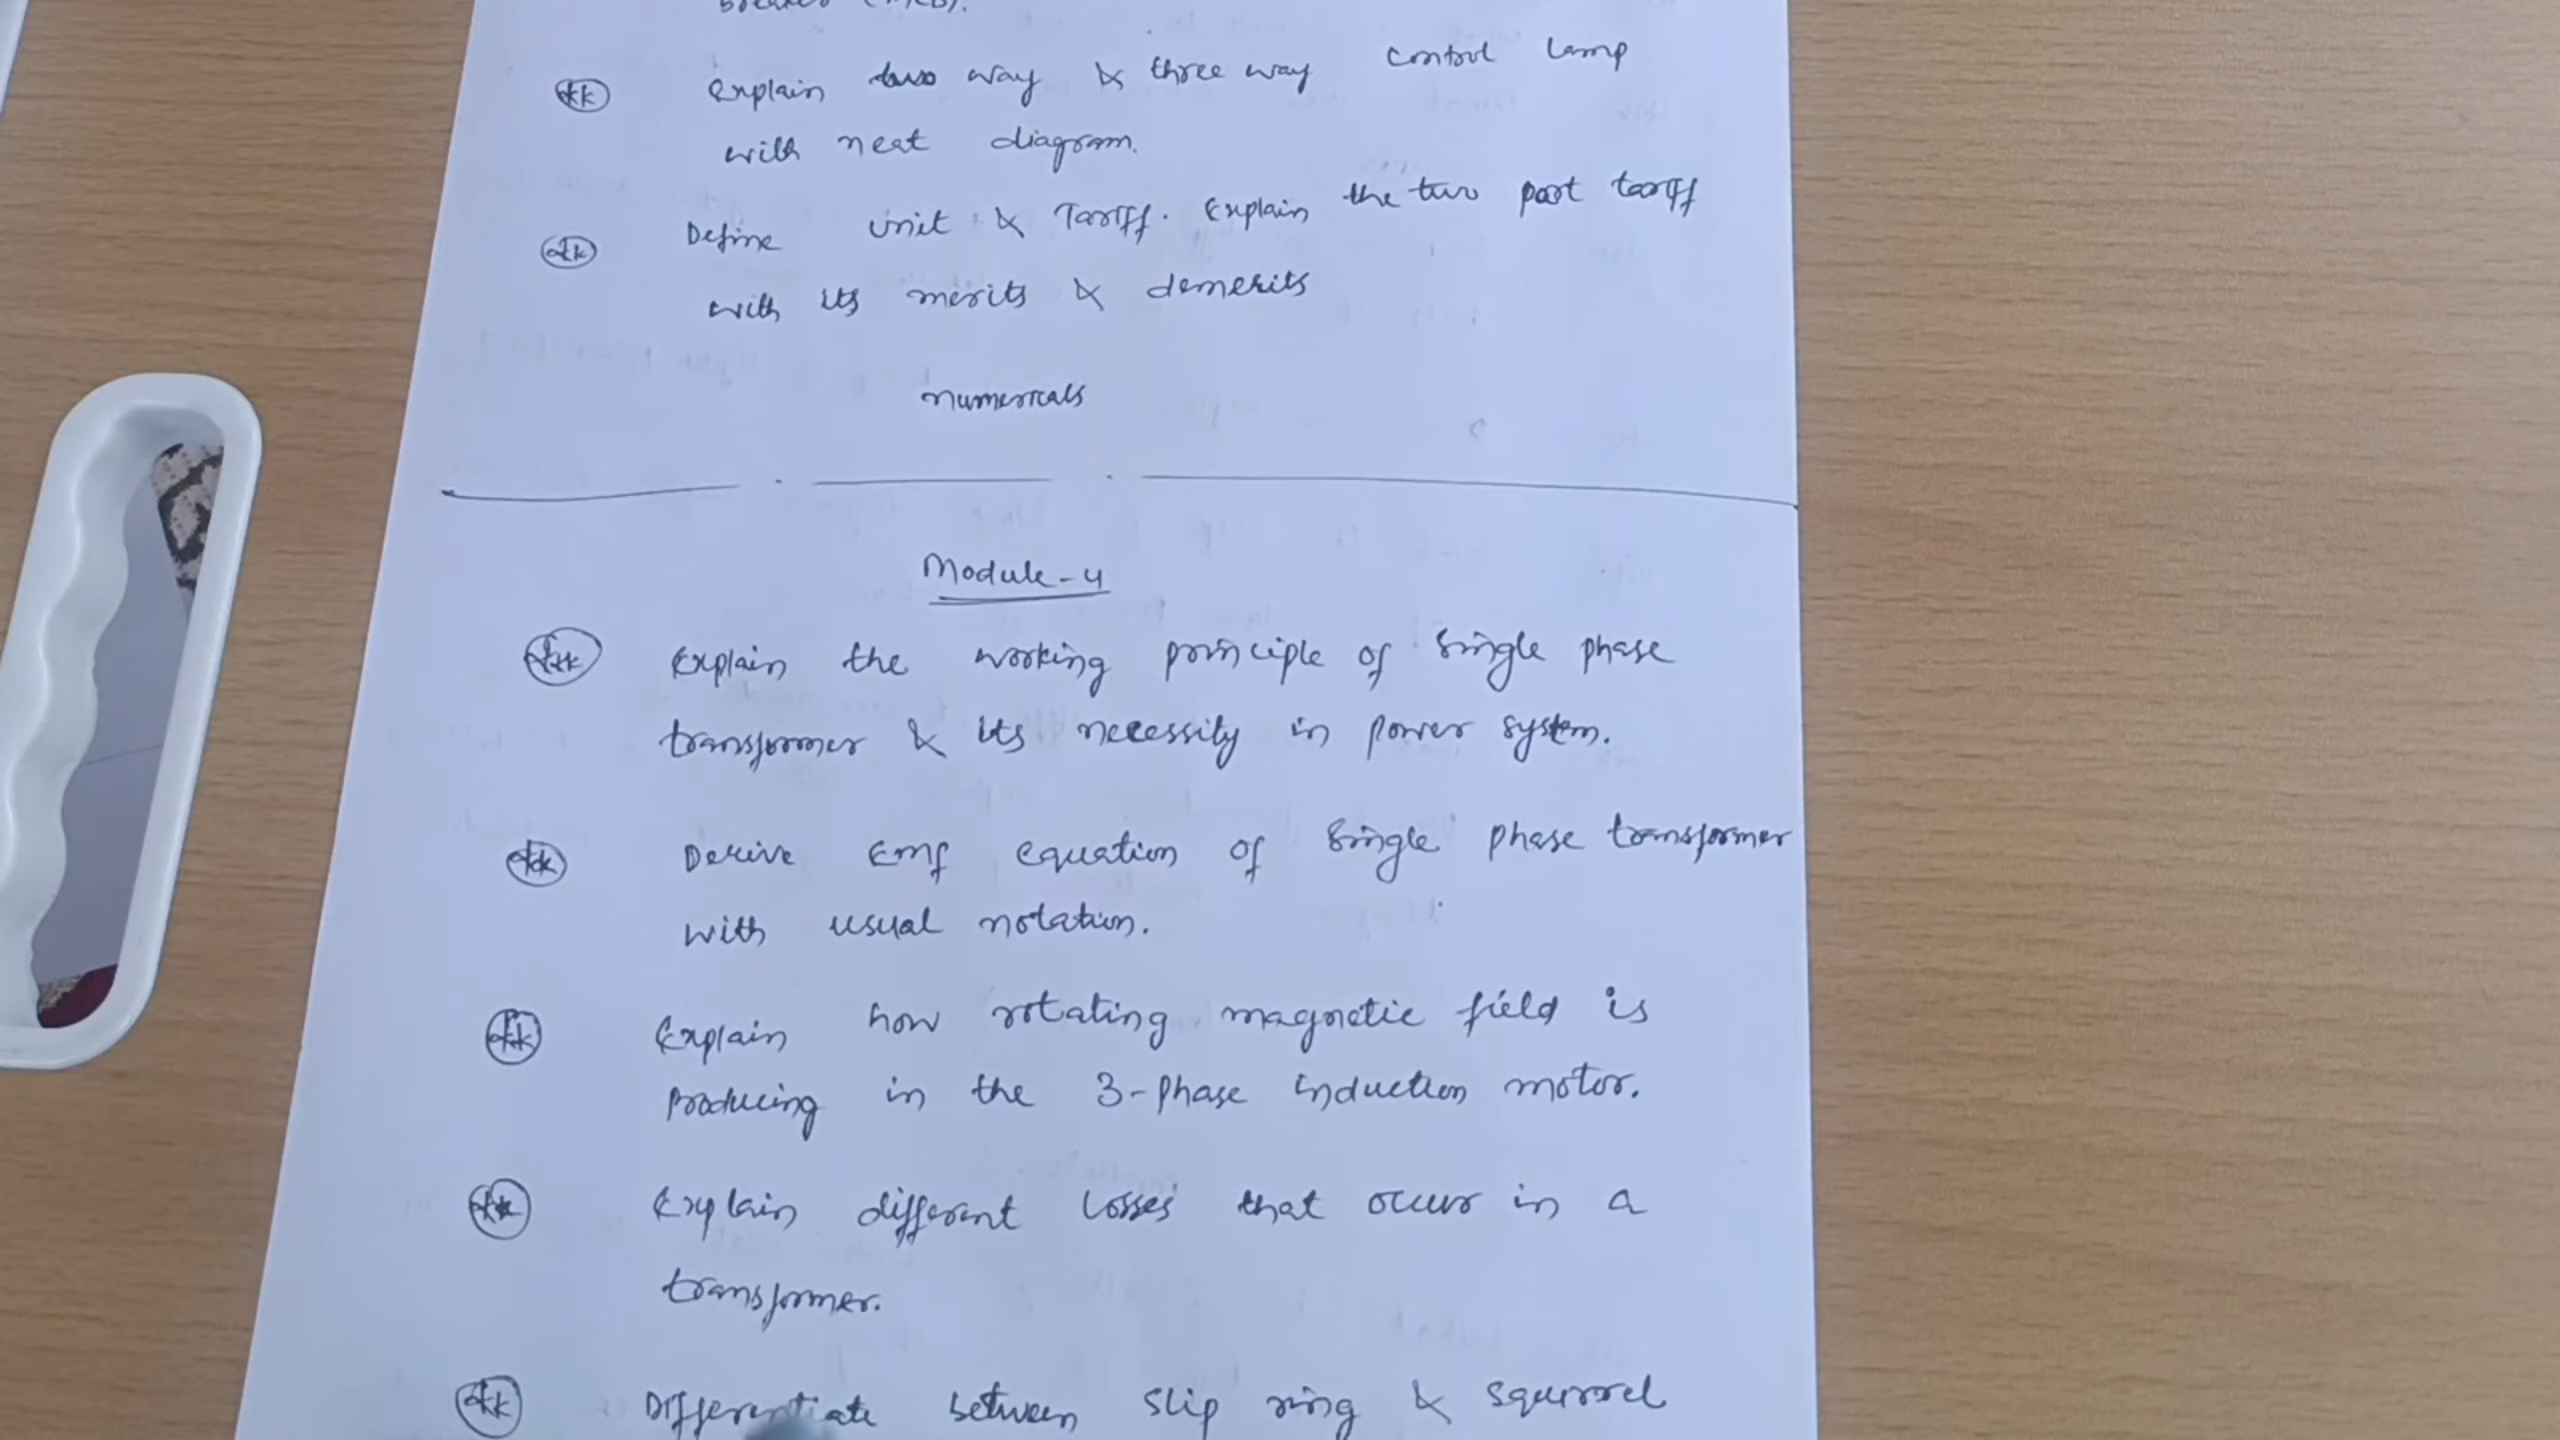 breaker (MCB).
** Explain two way & three way control lamp
with neat diagram.
** Define unit & Tariff. Explain the two part tariff
with its merits & demerits
numericals
Module-4
*** Explain the working principle of single phase
transformer & its necessity in power system.
** Derive emf equation of single phase transformer
with usual notation.
** Explain how rotating magnetic field is
producing in the 3-phase induction motor.
** Explain different losses that occur in a
transformer.
** Differentiate between slip ring & squirrel